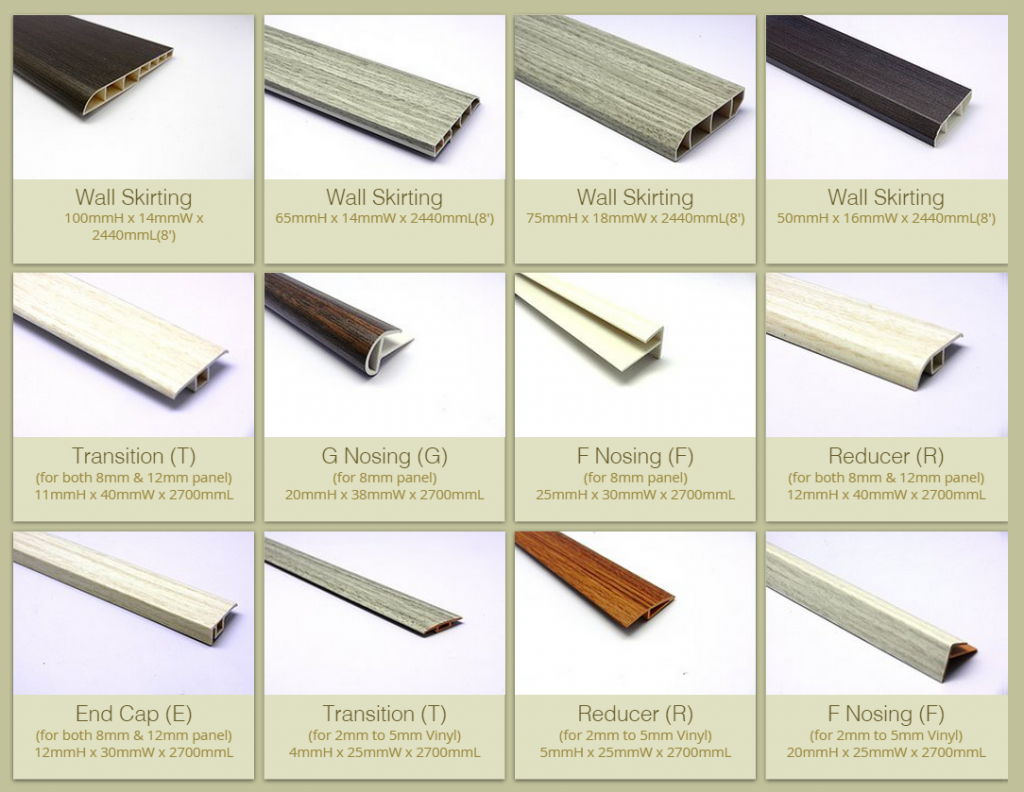 Wall Skirting
100mmH x 14mmW x
2440mmL(8')
Wall Skirting
65mmH x 14mmW x 2440mmL(8')
Wall Skirting
75mmH x 18mmW x 2440mmL(8')
Wall Skirting
50mmH x 16mmW x 2440mmL(8')
Transition (T)
(for both 8mm & 12mm panel)
11mmH x 40mmW x 2700mmL
G Nosing (G)
(for 8mm panel)
20mmH x 38mmW x 2700mmL
F Nosing (F)
(for 8mm panel)
25mmH x 30mmW x 2700mmL
Reducer (R)
(for both 8mm & 12mm panel)
12mmH x 40mmW x 2700mmL
End Cap (E)
(for both 8mm & 12mm panel)
12mmH x 30mmW x 2700mmL
Transition (T)
(for 2mm to 5mm Vinyl)
4mmH x 25mmW x 2700mmL
Reducer (R)
(for 2mm to 5mm Vinyl)
5mmH x 25mmW x 2700mmL
F Nosing (F)
(for 2mm to 5mm Vinyl)
20mmH x 25mmW x 2700mmL